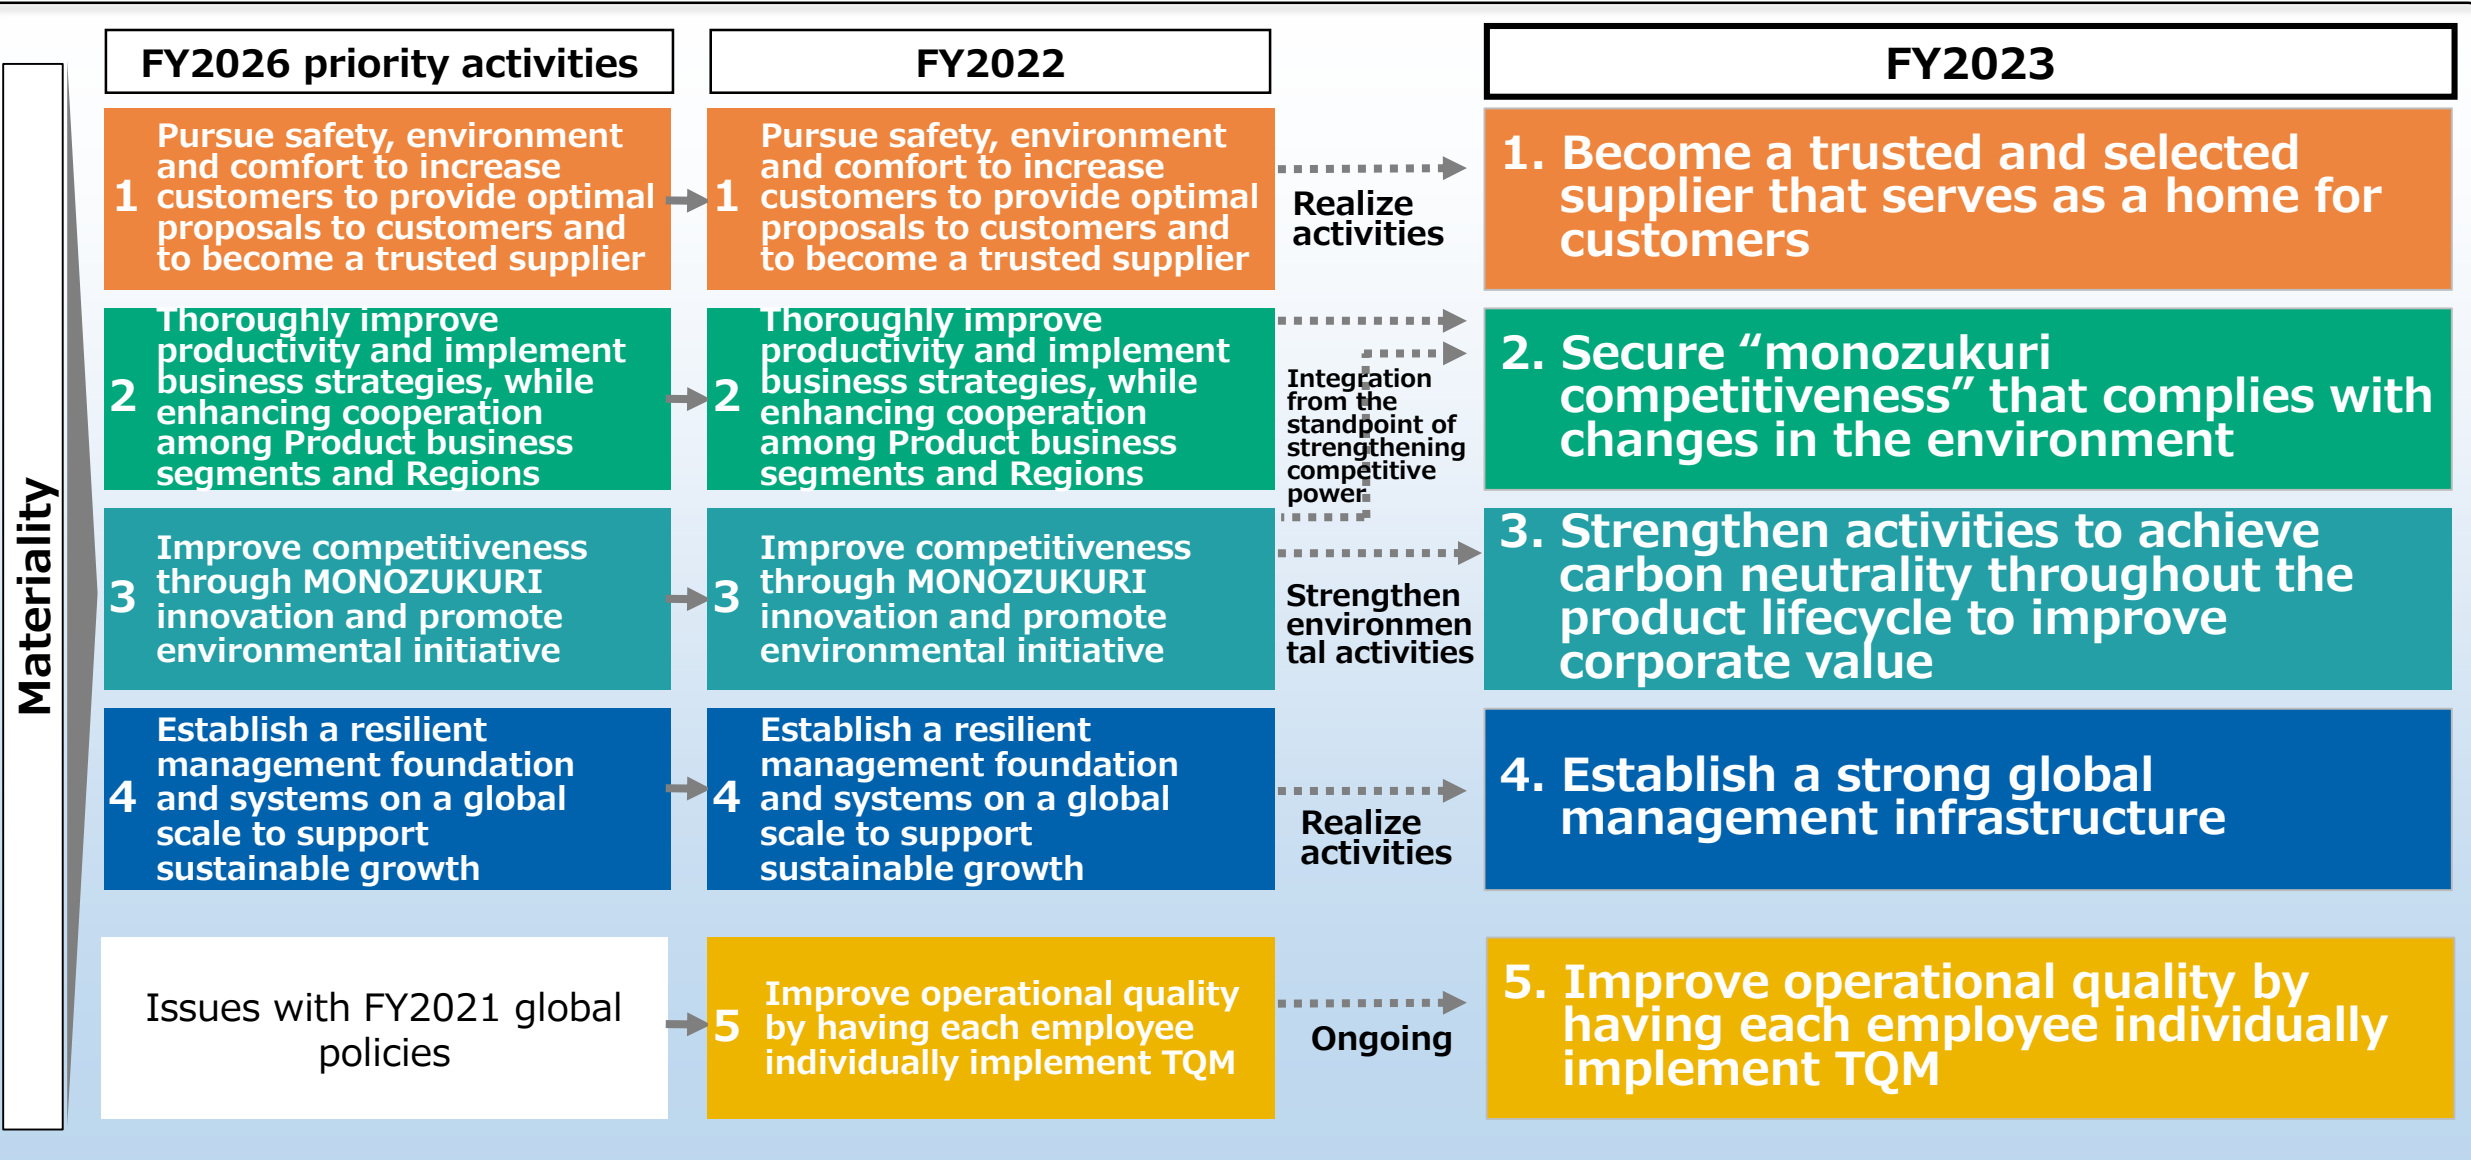 FY2026 priority activities
FY2022
FY2023
Materiality
1
Pursue safety, environment
and comfort to increase
customers to provide optimal
proposals to customers and
to become a trusted supplier
1
Pursue safety, environment
and comfort to increase
customers to provide optimal
proposals to customers and
to become a trusted supplier
Realize
activities
1. Become a trusted and selected
supplier that serves as a home for
customers
2
Thoroughly improve
productivity and implement
business strategies, while
enhancing cooperation
among Product business
segments and Regions
2
Thoroughly improve
productivity and implement
business strategies, while
enhancing cooperation
among Product business
segments and Regions
Integration
from the
standpoint of
strengthening
competitive
power
2. Secure “monozukuri
competitiveness” that complies with
changes in the environment
3
Improve competitiveness
through MONOZUKURI
innovation and promote
environmental initiative
3
Improve competitiveness
through MONOZUKURI
innovation and promote
environmental initiative
Strengthen
environmen
tal activities
3. Strengthen activities to achieve
carbon neutrality throughout the
product lifecycle to improve
corporate value
4
Establish a resilient
management foundation
and systems on a global
scale to support
sustainable growth
4
Establish a resilient
management foundation
and systems on a global
scale to support
sustainable growth
Realize
activities
4. Establish a strong global
management infrastructure
Issues with FY2021 global
policies
5
Improve operational quality
by having each employee
individually implement TQM
Ongoing
5. Improve operational quality by
having each employee individually
implement TQM